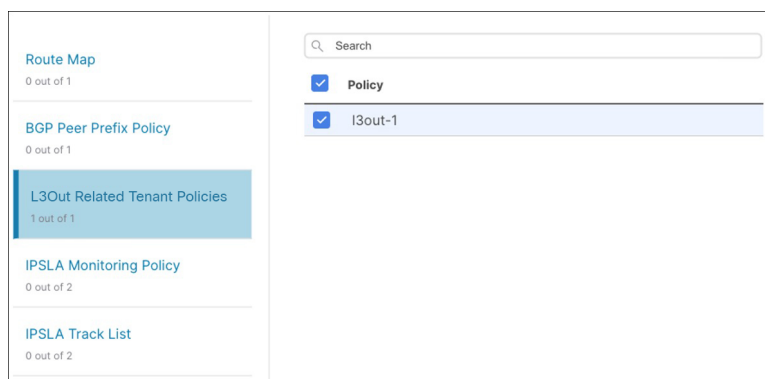 Route Map
0 out of 1
BGP Peer Prefix Policy
0 out of 1
L3Out Related Tenant Policies
1 out of 1
IPSLA Monitoring Policy
0 out of 2
IPSLA Track List
0 out of 2
Search
Policy
l3out-1